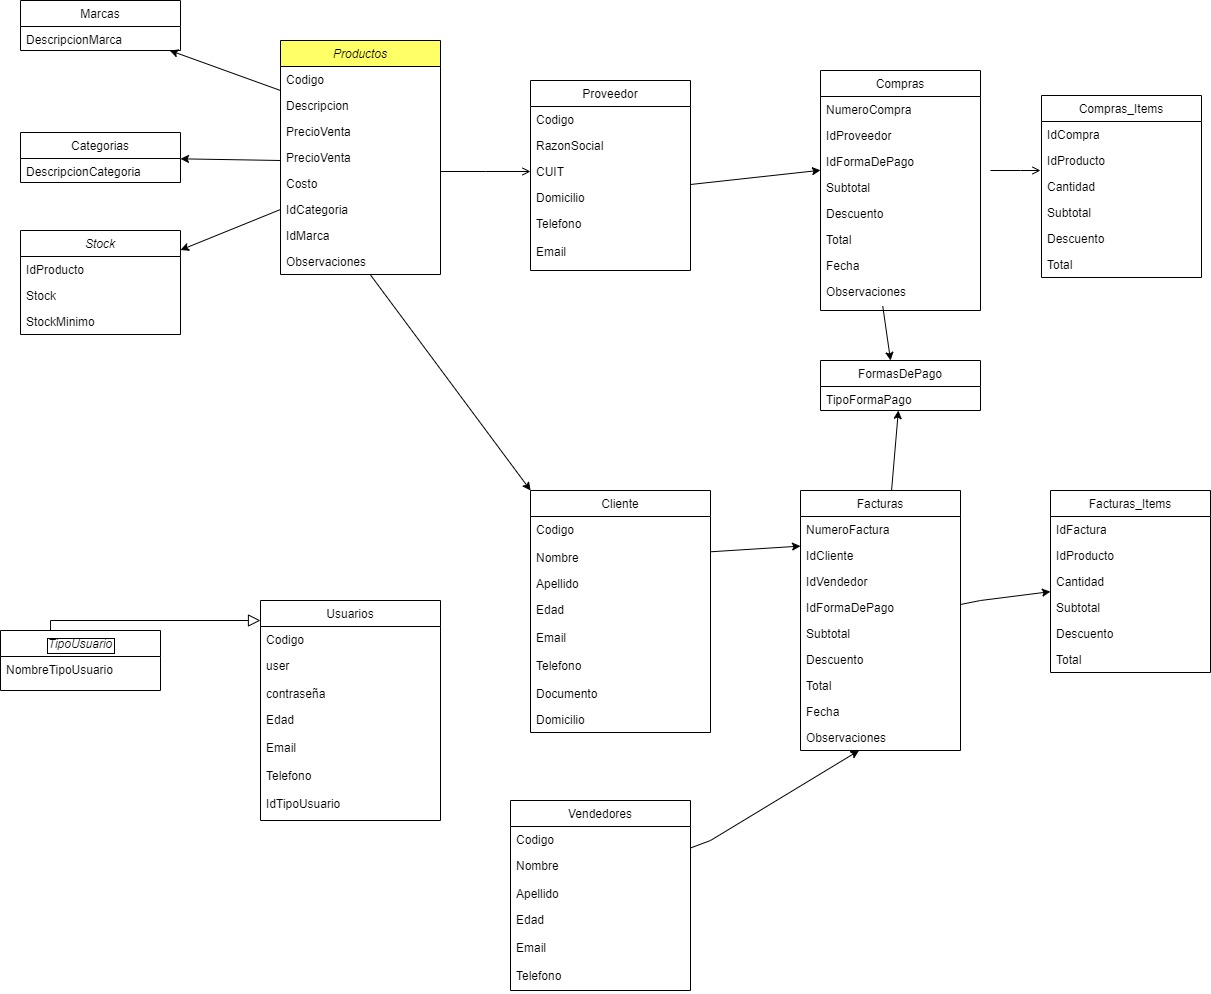 Marcas
DescripcionMarca
Categorias
DescripcionCategoria
Stock
IdProducto
Stock
StockMinimo
Productos
Codigo
Descripcion
PrecioVenta
PrecioVenta
Costo
IdCategoria
IdMarca
Observaciones
Proveedor
Codigo
RazonSocial
CUIT
Domicilio
Telefono
Email
Compras
NumeroCompra
IdProveedor
IdFormaDePago
Subtotal
Descuento
Total
Fecha
Observaciones
Compras_Items
IdCompra
IdProducto
Cantidad
Subtotal
Descuento
Total
FormasDePago
TipoFormaPago
Cliente
Codigo
Nombre
Apellido
Edad
Email
Telefono
Documento
Domicilio
Facturas
NumeroFactura
IdCliente
IdVendedor
IdFormaDePago
Subtotal
Descuento
Total
Fecha
Observaciones
Facturas_Items
IdFactura
IdProducto
Cantidad
Subtotal
Descuento
Total
TipoUsuario
NombreTipoUsuario
Usuarios
Codigo
user
contraseña
Edad
Email
Telefono
IdTipoUsuario
Vendedores
Codigo
Nombre
Apellido
Edad
Email
Telefono